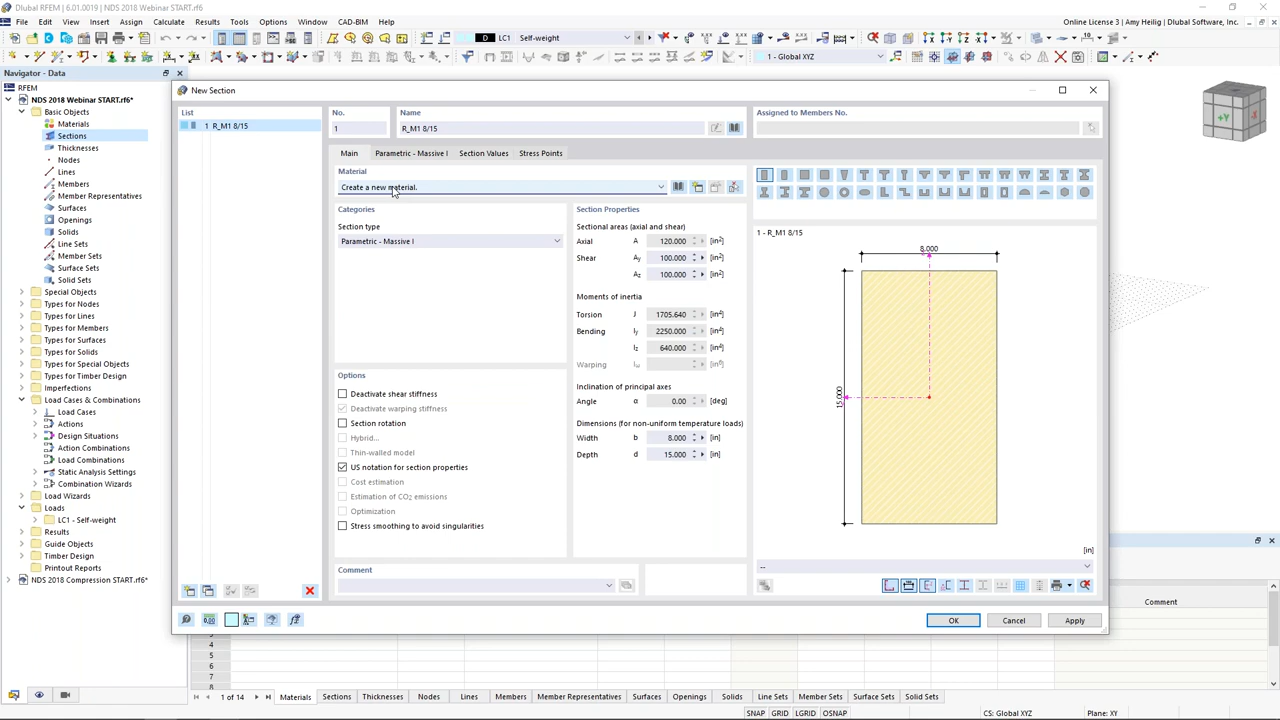 Dlubal RFEM | 6.01.0019 | NDS 2018 Webinar START.rf6*
File Edit View Insert Assign Calculate Results Tools Options Window CAD-BIM Help
Online License 3 | Amy Heilig | Dlubal Software, Inc.
D LC1 Self-weight
1 - Global XYZ
Navigator - Data
RFEM
NDS 2018 Webinar START.rf6*
Basic Objects
Materials
Sections
Thicknesses
Nodes
Lines
Members
Member Representatives
Surfaces
Openings
Solids
Line Sets
Member Sets
Surface Sets
Solid Sets
Special Objects
Types for Nodes
Types for Lines
Types for Members
Types for Surfaces
Types for Solids
Types for Special Objects
Types for Timber Design
Imperfections
Load Cases & Combinations
Load Cases
Actions
Design Situations
Action Combinations
Load Combinations
Static Analysis Settings
Combination Wizards
Load Wizards
Loads
LC1 - Self-weight
Results
Guide Objects
Timber Design
Printout Reports
NDS 2018 Compression START.rf6*
New Section
List
1 R_M1 8/15
No.
1
Name
R_M1 8/15
Assigned to Members No.
Main
Parametric - Massive I
Section Values
Stress Points
Material
Create a new material.
Categories
Section type
Parametric - Massive I
Options
Deactivate shear stiffness
Deactivate warping stiffness
Section rotation
Hybrid...
Thin-walled model
US notation for section properties
Cost estimation
Estimation of CO2 emissions
Optimization
Stress smoothing to avoid singularities
Section Properties
Sectional areas (axial and shear)
Axial A 120.000 [in²]
Shear Ay 100.000 [in²]
Az 100.000 [in²]
Moments of inertia
Torsion J 1705.640 [in⁴]
Bending Iy 2250.000 [in⁴]
Iz 640.000 [in⁴]
Warping Iω [in⁶]
Inclination of principal axes
Angle α 0.00 [deg]
Dimensions (for non-uniform temperature loads)
Width b 8.000 [in]
Depth d 15.000 [in]
Comment
1 - R_M1 8/15
8.000
15.000
[in]
--
OK
Cancel
Apply
Comment
5
6
7
8
1 of 14
Materials
Sections
Thicknesses
Nodes
Lines
Members
Member Representatives
Surfaces
Openings
Solids
Line Sets
Member Sets
Surface Sets
Solid Sets
SNAP GRID LGRID OSNAP
CS: Global XYZ
Plane: XY
+Y